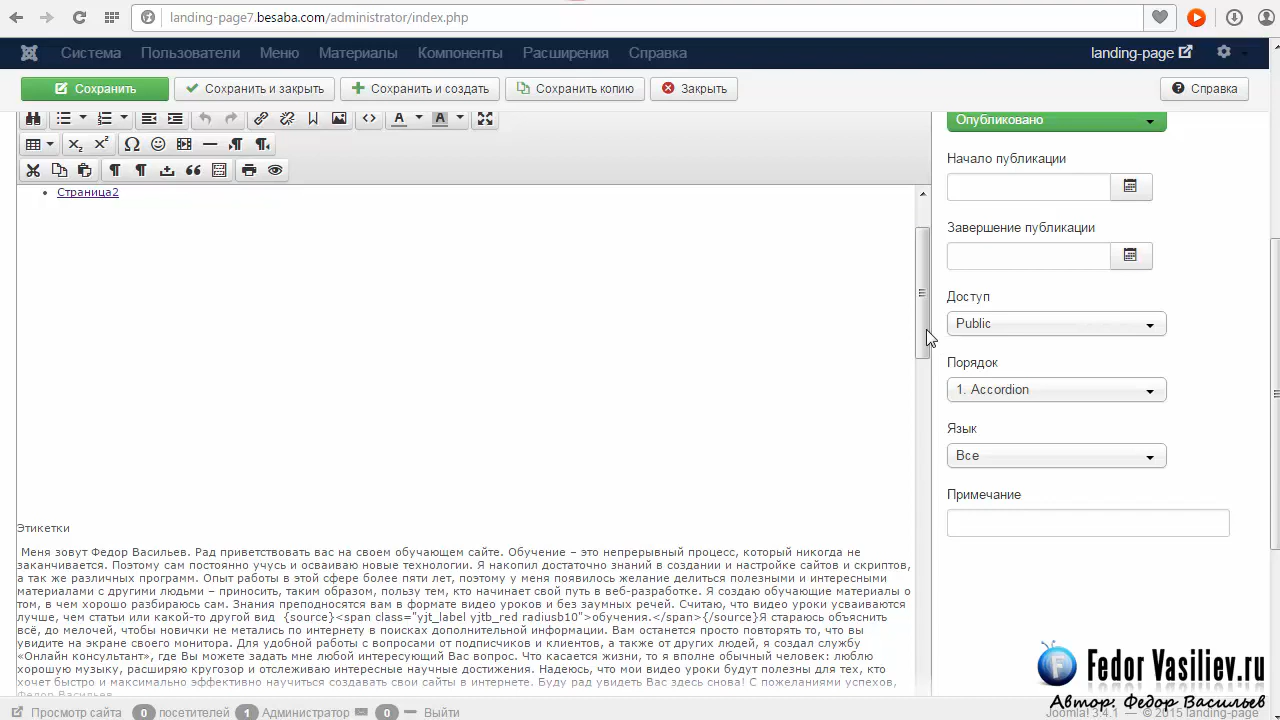 landing-page7.besaba.com/administrator/index.php
Система Пользователи Меню Материалы Компоненты Расширения Справка landing-page
Сохранить Сохранить и закрыть Сохранить и создать Сохранить копию Закрыть Справка
Страница2
Этикетки
Меня зовут Федор Васильев. Рад приветствовать вас на своем обучающем сайте. Обучение – это непрерывный процесс, который никогда не
заканчивается. Поэтому сам постоянно учусь и осваиваю новые технологии. Я накопил достаточно знаний в создании и настройке сайтов и скриптов,
а так же различных программ. Опыт работы в этой сфере более пяти лет, поэтому у меня появилось желание делиться полезными и интересными
материалами с другими людьми – приносить, таким образом, пользу тем, кто начинает свой путь в веб-разработке. Я создаю обучающие материалы о
том, в чем хорошо разбираюсь сам. Знания преподносятся вам в формате видео уроков и без заумных речей. Считаю, что видео уроки усваиваются
лучше, чем статьи или какой-то другой вид {source}<span class="yjt_label yjtb_red radiusb10">обучения.</span>{/source}Я стараюсь объяснить
всё, до мелочей, чтобы новички не метались по интернету в поисках дополнительной информации. Вам останется просто повторять то, что вы
увидите на экране своего монитора. Для удобной работы с вопросами от подписчиков и клиентов, а также от других людей, я создал службу
«Онлайн консультант», где Вы можете задать мне любой интересующий Вас вопрос. Что касается жизни, то я вполне обычный человек: люблю
хорошую музыку, расширяю кругозор и отслеживаю интересные научные достижения. Надеюсь, что мои видео уроки будут полезны для тех, кто
хочет быстро и максимально эффективно научиться создавать свои сайты в интернете. Буду рад увидеть Вас здесь снова! С пожеланиями успехов,
Федор Васильев
Опубликовано
Начало публикации
Завершение публикации
Доступ
Public
Порядок
1. Accordion
Язык
Все
Примечание
Fedor Vasiliev.ru
Автор: Федор Васильев
Просмотр сайта 0 посетителей 1 Администратор 0 Выйти
Joomla! 3.4.1 — © 2015 landing-page